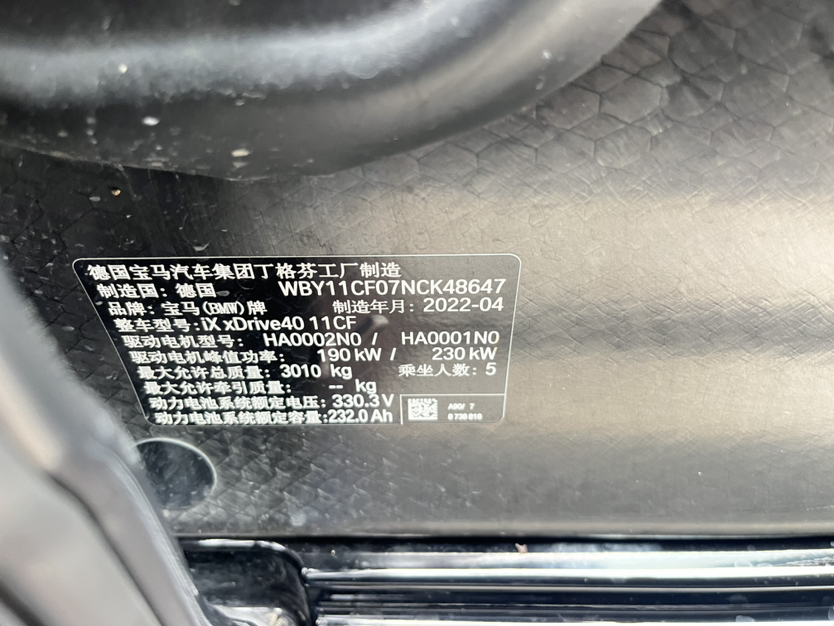 德国宝马汽车集团丁格芬工厂制造
制造国：德国 WBY11CF07NCK48647
品牌：宝马(BMW)牌 制造年月：2022-04
整车型号:iX xDrive40 11CF
驱动电机型号： HA0002N0 / HA0001N0
驱动电机峰值功率： 190 kW / 230 kW
最大允许总质量： 3010 kg 乘坐人数：5
最大允许牵引质量： -- kg
动力电池系统额定电压：330.3V
动力电池系统额定容量:232.0 Ah
A90/ 7
0 738 010